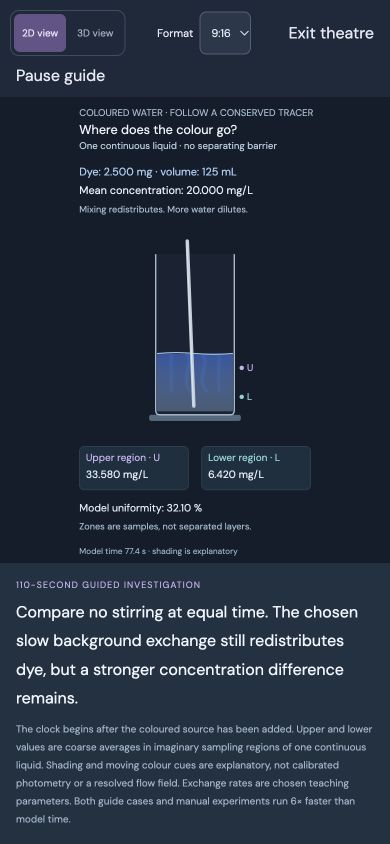 2D view 3D view Format 9:16 Exit theatre
Pause guide
COLOURED WATER · FOLLOW A CONSERVED TRACER
Where does the colour go?
One continuous liquid · no separating barrier
Dye: 2.500 mg · volume: 125 mL
Mean concentration: 20.000 mg/L
Mixing redistributes. More water dilutes.
U
L
Upper region · U Lower region · L
33.580 mg/L 6.420 mg/L
Model uniformity: 32.10 %
Zones are samples, not separated layers.
Model time 77.4 s · shading is explanatory
110-SECOND GUIDED INVESTIGATION
Compare no stirring at equal time. The chosen
slow background exchange still redistributes
dye, but a stronger concentration difference
remains.
The clock begins after the coloured source has been added. Upper and lower
values are coarse averages in imaginary sampling regions of one continuous
liquid. Shading and moving colour cues are explanatory, not calibrated
photometry or a resolved flow field. Exchange rates are chosen teaching
parameters. Both guide cases and manual experiments run 6× faster than
model time.